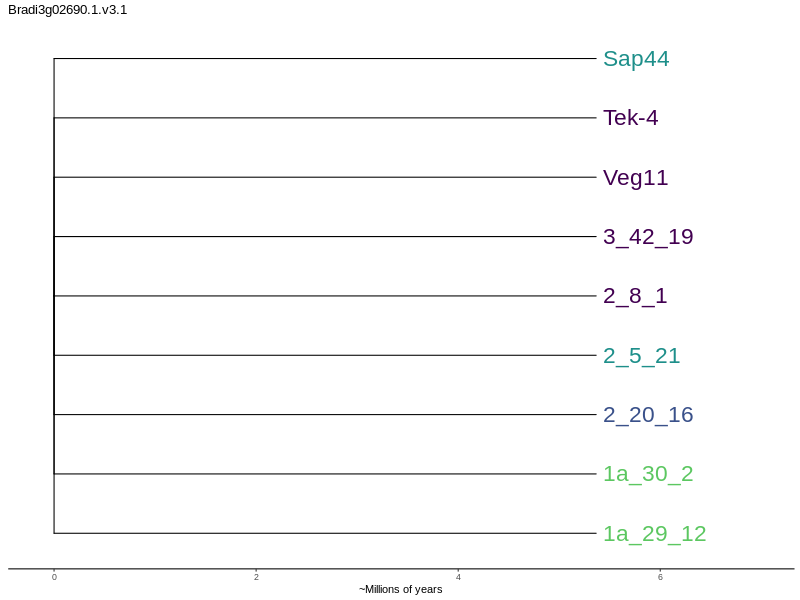 Bradi3g02690.1.v3.1
Sap44
Tek-4
Veg11
3_42_19
2_8_1
2_5_21
2_20_16
1a_30_2
1a_29_12
0 2 4 6
~Millions of years